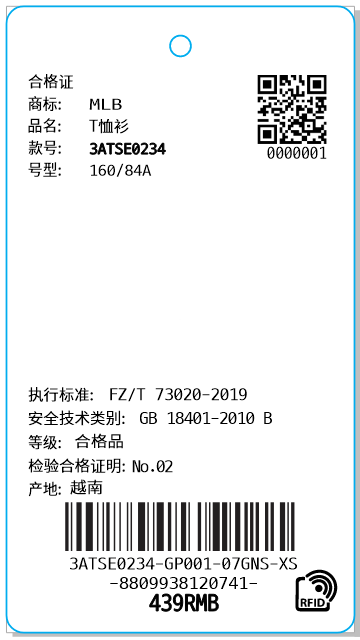 合格证
商标: MLB
品名: T恤衫
款号: 3ATSE0234
号型: 160/84A
0000001
执行标准: FZ/T 73020-2019
安全技术类别: GB 18401-2010 B
等级: 合格品
检验合格证明: No.02
产地: 越南
3ATSE0234-GP001-07GNS-XS
-8809938120741-
439RMB
RFID